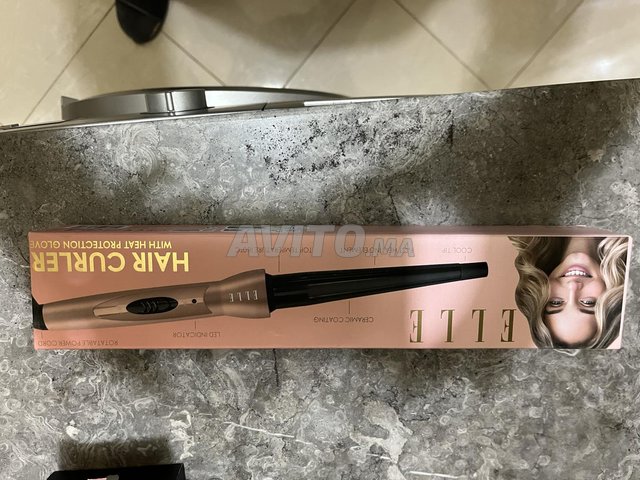 ELLE
HAIR CURLER
WITH HEAT PROTECTION GLOVE
COOL TIP
CERAMIC COATING
LED INDICATOR
ROTATABLE POWER CORD
ELLE
AVITO.MA